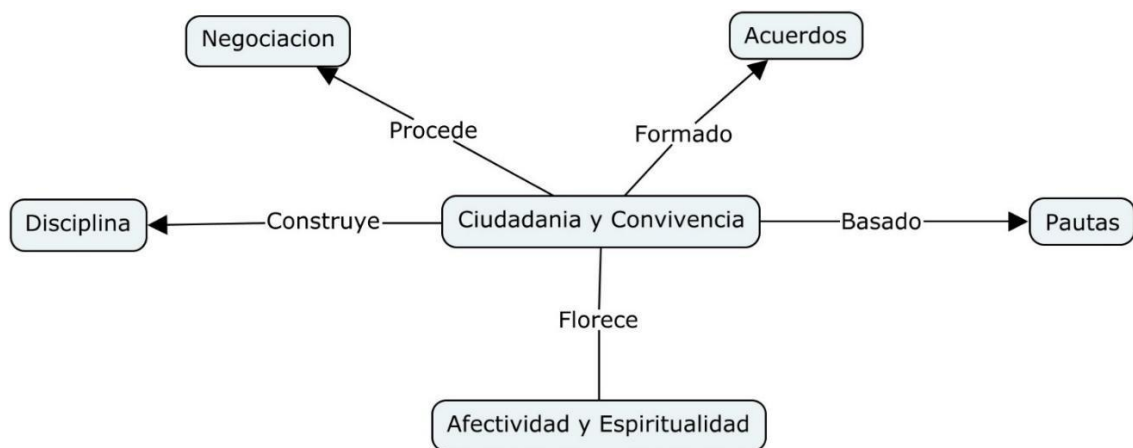 Negociacion
Acuerdos
Procede
Formado
Disciplina
Construye
Ciudadania y Convivencia
Basado
Pautas
Florece
Afectividad y Espiritualidad